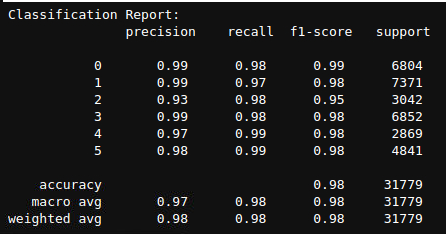 Classification Report:
precision recall f1-score support
0 0.99 0.98 0.99 6804
1 0.99 0.97 0.98 7371
2 0.93 0.98 0.95 3042
3 0.99 0.98 0.98 6852
4 0.97 0.99 0.98 2869
5 0.98 0.99 0.98 4841
accuracy 0.98 31779
macro avg 0.97 0.98 0.98 31779
weighted avg 0.98 0.98 0.98 31779